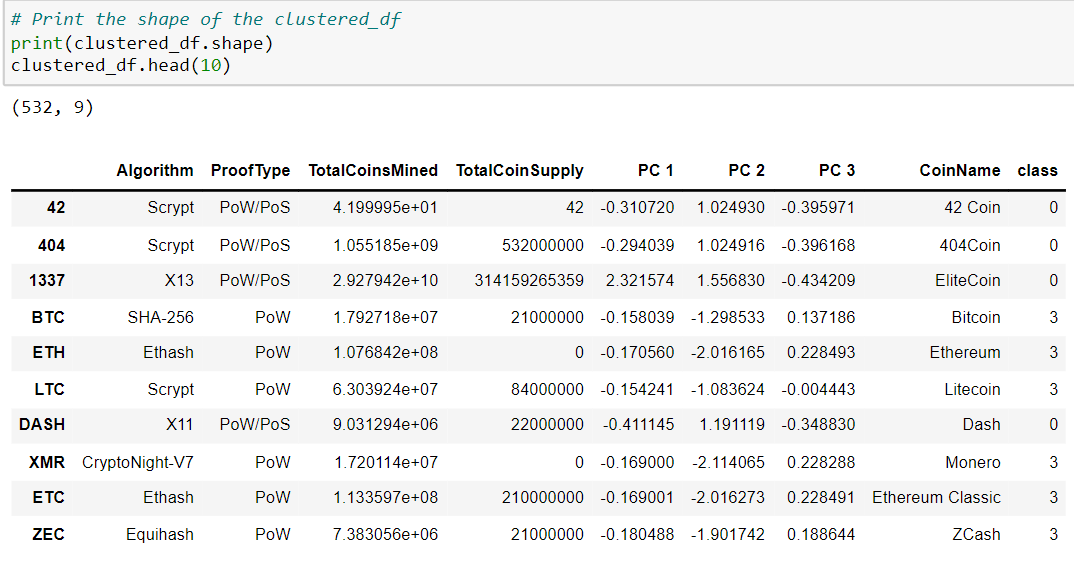 # Print the shape of the clustered_df
print(clustered_df.shape)
clustered_df.head(10)
(532, 9)
Algorithm ProofType TotalCoinsMined TotalCoinSupply PC 1 PC 2 PC 3 CoinName class
42 Scrypt PoW/PoS 4.199995e+01 42 -0.310720 1.024930 -0.395971 42 Coin 0
404 Scrypt PoW/PoS 1.055185e+09 532000000 -0.294039 1.024916 -0.396168 404Coin 0
1337 X13 PoW/PoS 2.927942e+10 314159265359 2.321574 1.556830 -0.434209 EliteCoin 0
BTC SHA-256 PoW 1.792718e+07 21000000 -0.158039 -1.298533 0.137186 Bitcoin 3
ETH Ethash PoW 1.076842e+08 0 -0.170560 -2.016165 0.228493 Ethereum 3
LTC Scrypt PoW 6.303924e+07 84000000 -0.154241 -1.083624 -0.004443 Litecoin 3
DASH X11 PoW/PoS 9.031294e+06 22000000 -0.411145 1.191119 -0.348830 Dash 0
XMR CryptoNight-V7 PoW 1.720114e+07 0 -0.169000 -2.114065 0.228288 Monero 3
ETC Ethash PoW 1.133597e+08 210000000 -0.169001 -2.016273 0.228491 Ethereum Classic 3
ZEC Equihash PoW 7.383056e+06 21000000 -0.180488 -1.901742 0.188644 ZCash 3